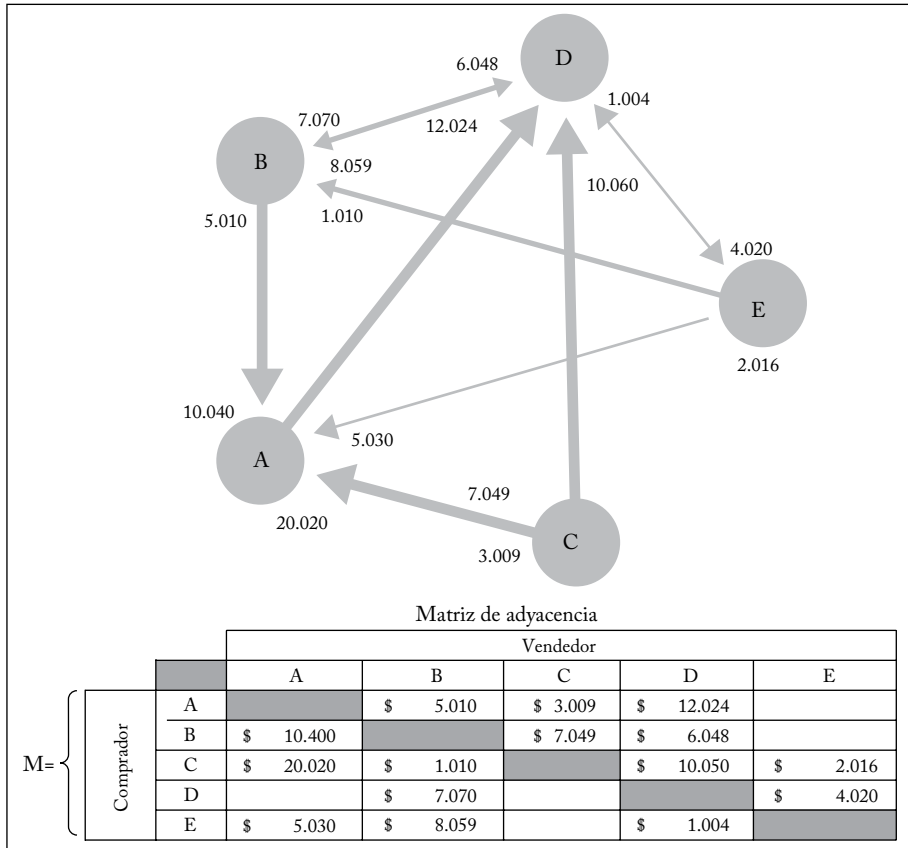 D
6.048
1.004
7.070
12.024
B
8.059
10.060
5.010
1.010
4.020
E
2.016
10.040
5.030
A
7.049
20.020
C
3.009
Matriz de adyacencia
Vendedor
A B C D E
A $ 5.010 $ 3.009 $ 12.024
B $ 10.400 $ 7.049 $ 6.048
M= Comprador C $ 20.020 $ 1.010 $ 10.050 $ 2.016
D $ 7.070 $ 4.020
E $ 5.030 $ 8.059 $ 1.004